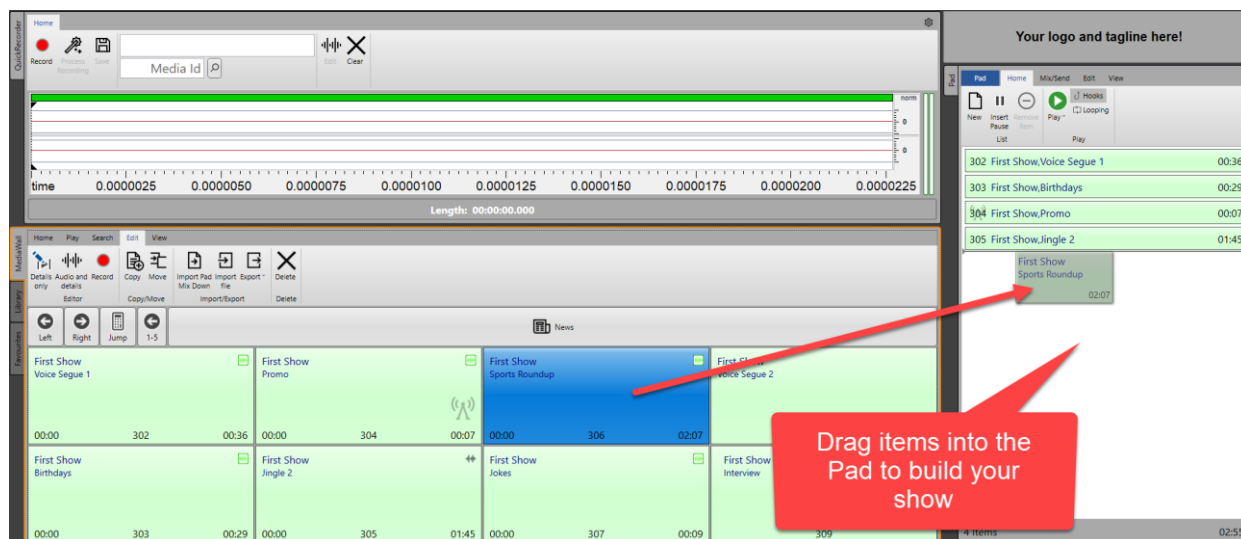 QuickRecorder
Home
Record
Process Recording
Save
Media Id
Edit
Clear
norm
0
0
time 0.0000025 0.0000050 0.0000075 0.0000100 0.0000125 0.0000150 0.0000175 0.0000200 0.0000225
Length: 00:00:00.000
MediaWall
Library
Favourites
Home Play Search Edit View
Details only
Audio and details
Record
Editor
Copy Move
Copy/Move
Import Pad Mix Down
Import file
Export
Import/Export
Delete
Delete
Left
Right
Jump
1-5
News
First Show
Voice Segue 1
00:00 302 00:36
First Show
Promo
00:00 304 00:07
First Show
Sports Roundup
00:00 306 02:07
Voice Segue 2
First Show
Birthdays
00:00 303 00:29
First Show
Jingle 2
00:00 305 01:45
First Show
Jokes
00:00 307 00:09
First Show
Interview
309
Your logo and tagline here!
Pad
Pad Home Mix/Send Edit View
New
Insert Pause
Remove Item
List
Play
Hooks
Looping
Play
302 First Show,Voice Segue 1 00:36
303 First Show,Birthdays 00:29
304 First Show,Promo 00:07
305 First Show,Jingle 2 01:45
First Show
Sports Roundup
02:07
Drag items into the
Pad to build your
show
4 Items 02:55